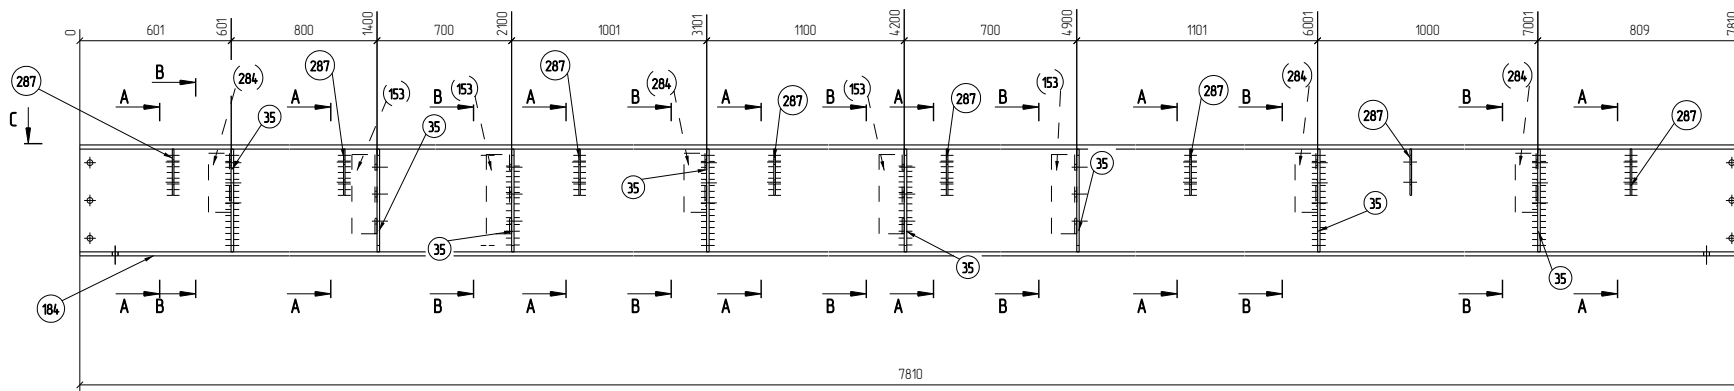 0 601 1400 2100 3101 4200 4900 6001 7001 7810
601 800 700 1001 1100 700 1101 1000 809
B
287 284 287 153 153 287 284 287 153 287 153 287 284 287 284 287
A A B A B A B A B A B B A
C
35 35 35 35 35
35 35 35
184
A B A B A B A B A B A B B A
7810